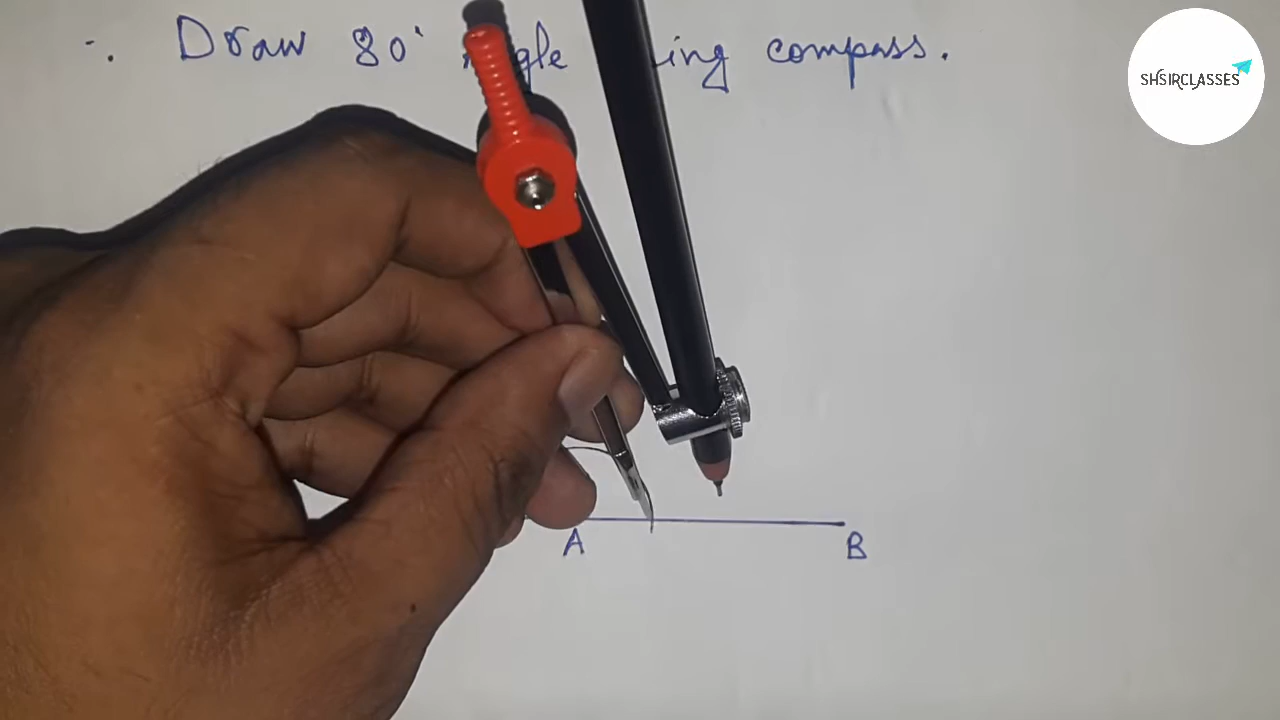 ∴ Draw 80° compass.
SHSIRCLASSES
A B